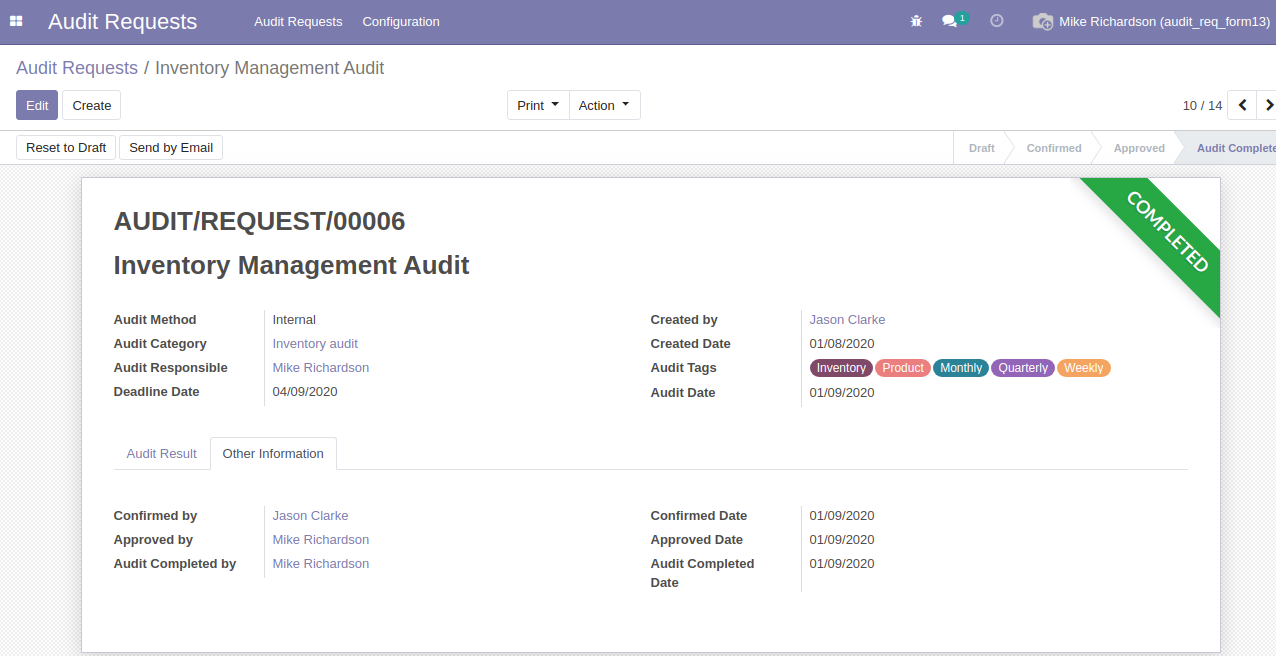 Audit Requests Audit Requests Configuration 1 Mike Richardson (audit_req_form13)
Audit Requests / Inventory Management Audit
Edit Create Print Action 10 / 14
Reset to Draft Send by Email Draft Confirmed Approved Audit Complete
COMPLETED
AUDIT/REQUEST/00006
Inventory Management Audit
Audit Method Internal Created by Jason Clarke
Audit Category Inventory audit Created Date 01/08/2020
Audit Responsible Mike Richardson Audit Tags Inventory Product Monthly Quarterly Weekly
Deadline Date 04/09/2020 Audit Date 01/09/2020
Audit Result Other Information
Confirmed by Jason Clarke Confirmed Date 01/09/2020
Approved by Mike Richardson Approved Date 01/09/2020
Audit Completed by Mike Richardson Audit Completed 01/09/2020
Date